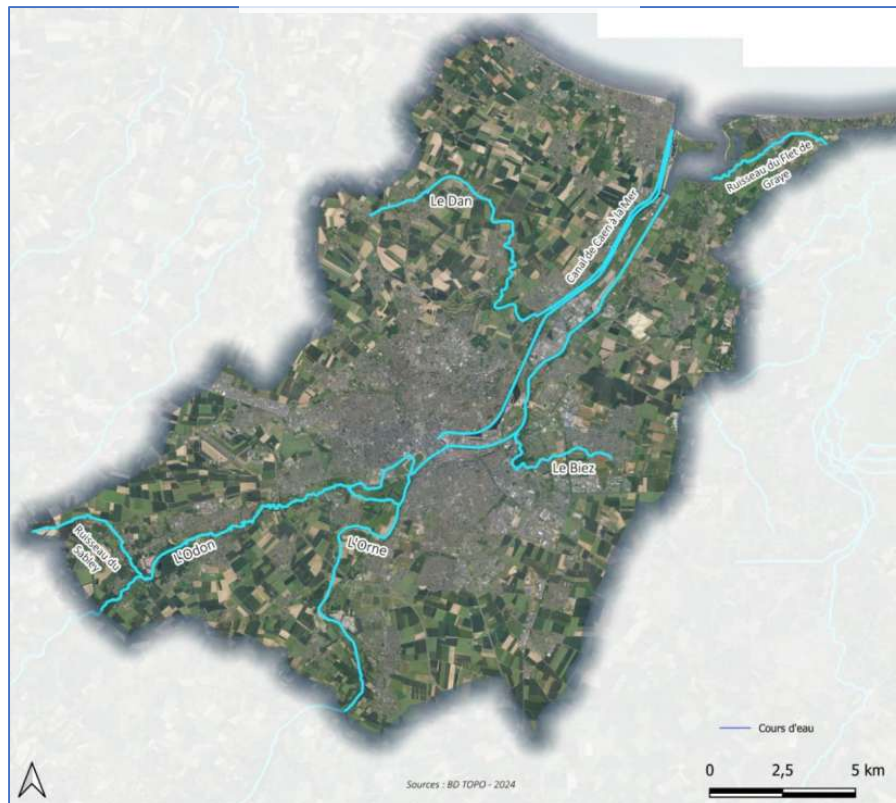 Le Dan
Canal de Caen à la Mer
Ruisseau du Flet de
Graye
Le Biez
L'Odon
L'Orne
Ruisseau du
Sabley
Cours d'eau
Sources : BD TOPO - 2024
0 2,5 5 km